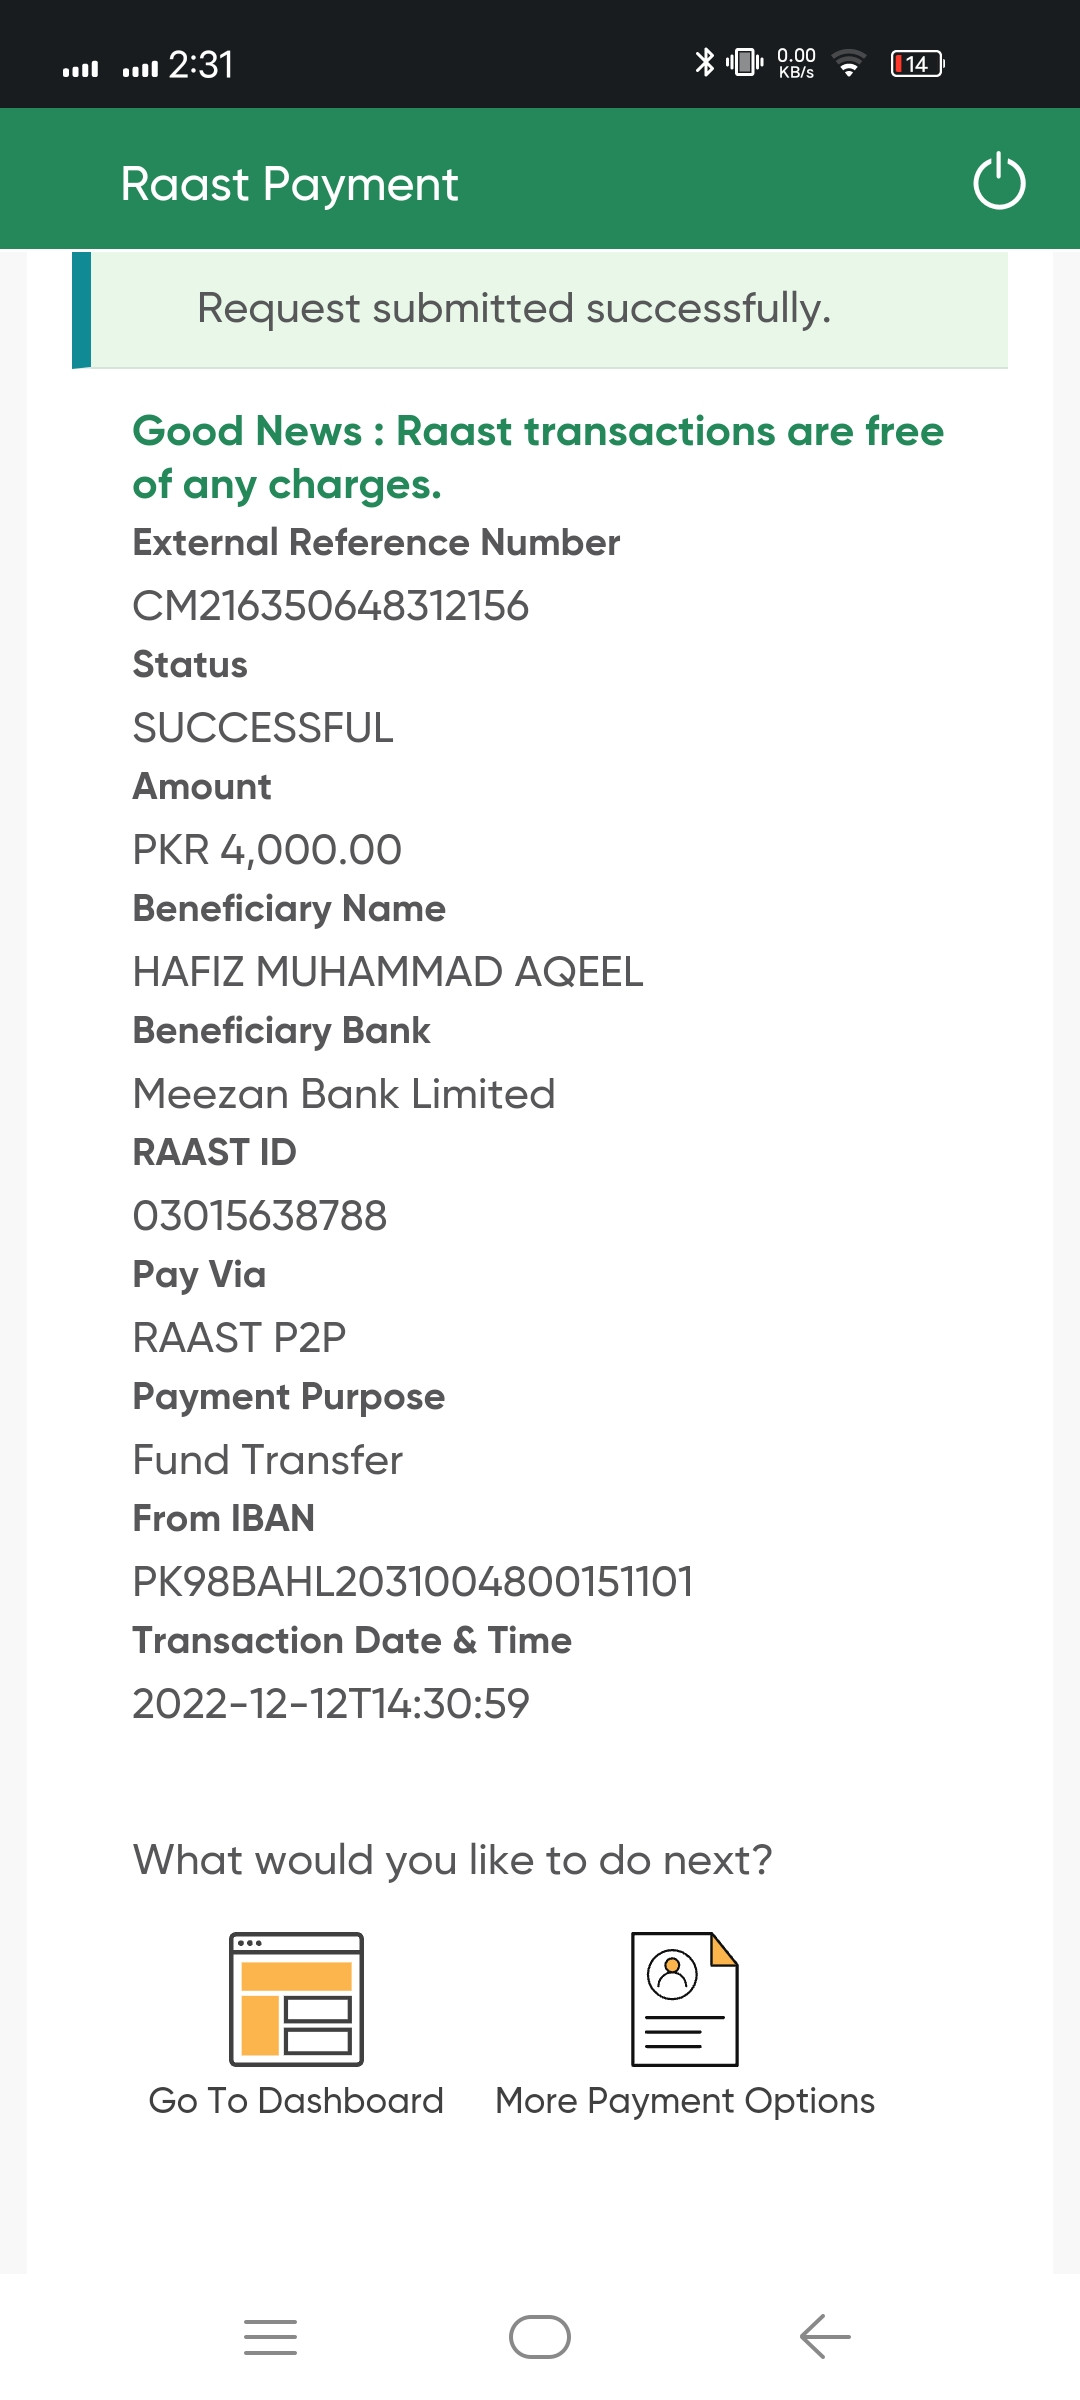 2:31
0.00
KB/s
14
Raast Payment
Request submitted successfully.
Good News : Raast transactions are free
of any charges.
External Reference Number
CM216350648312156
Status
SUCCESSFUL
Amount
PKR 4,000.00
Beneficiary Name
HAFIZ MUHAMMAD AQEEL
Beneficiary Bank
Meezan Bank Limited
RAAST ID
03015638788
Pay Via
RAAST P2P
Payment Purpose
Fund Transfer
From IBAN
PK98BAHL2031004800151101
Transaction Date & Time
2022-12-12T14:30:59
What would you like to do next?
Go To Dashboard
More Payment Options